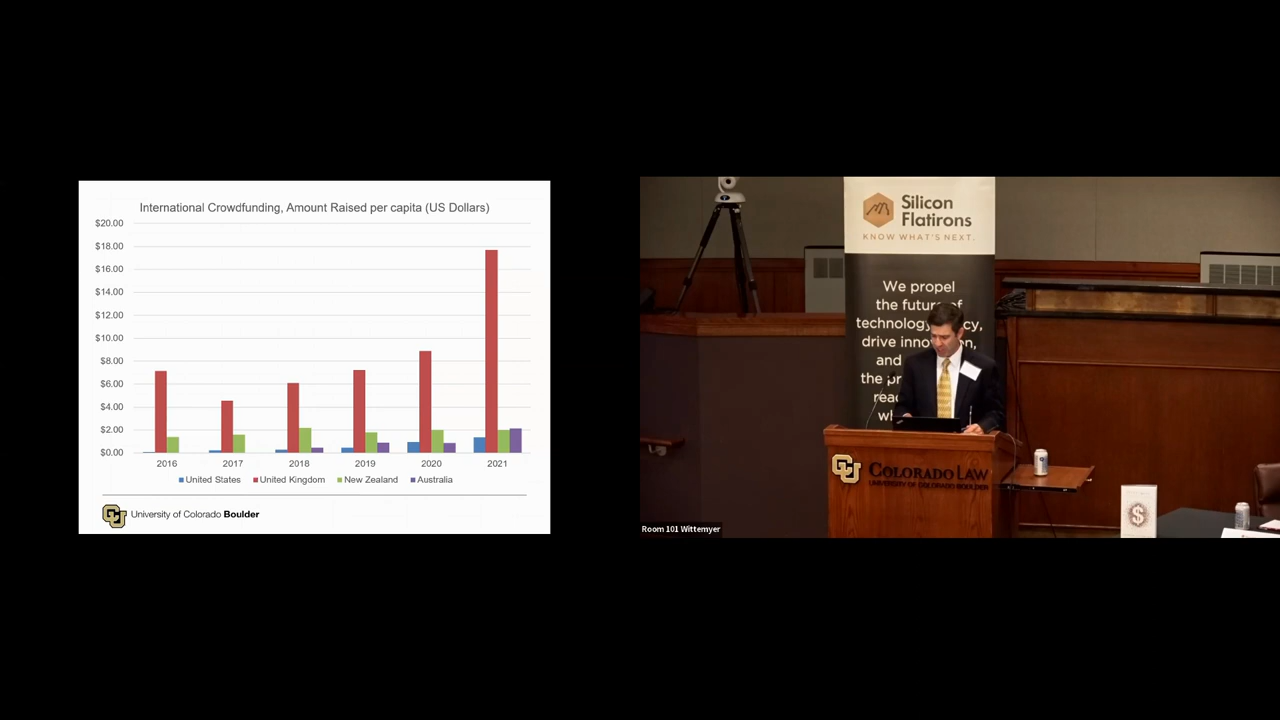 International Crowdfunding, Amount Raised per capita (US Dollars)
$20.00
$18.00
$16.00
$14.00
$12.00
$10.00
$8.00
$6.00
$4.00
$2.00
$0.00
2016 2017 2018 2019 2020 2021
United States United Kingdom New Zealand Australia
CU University of Colorado Boulder
Silicon
Flatirons
KNOW WHAT'S NEXT.
We propel
the future of
technology
drive
and
the
CU COLORADO LAW
UNIVERSITY OF COLORADO BOULDER
$
Room 101 Wittemyer